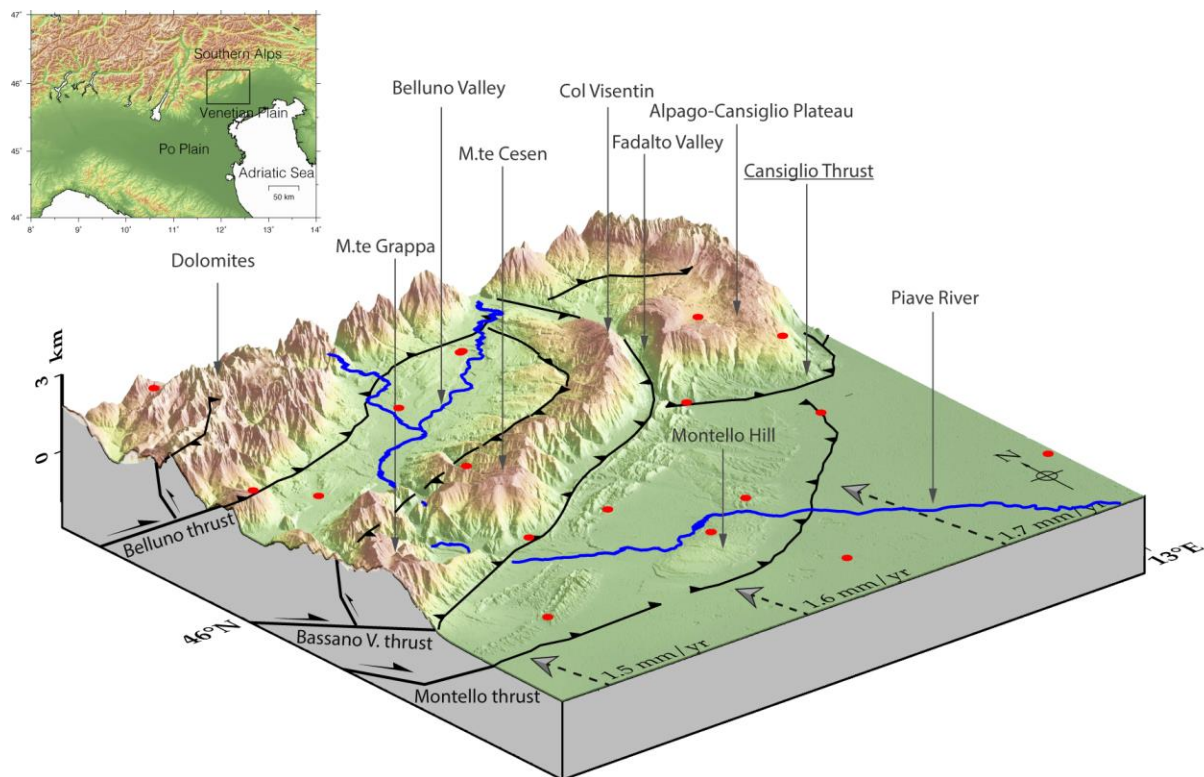 47˚
46˚
45˚
44˚
8˚
9˚
10˚
11˚
12˚
13˚
14˚
Southern Alps
Venetian Plain
Po Plain
Adriatic Sea
50 km
Belluno Valley
Col Visentin
Alpago-Cansiglio Plateau
Fadalto Valley
M.te Cesen
Cansiglio Thrust
M.te Grappa
Dolomites
Piave River
Montello Hill
N
km
3
0
Belluno thrust
46°N
Bassano V. thrust
Montello thrust
1.5 mm/yr
1.6 mm/yr
1.7 mm/yr
13°E